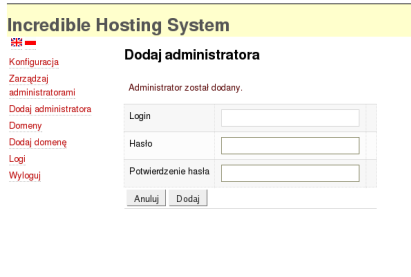 Incredible Hosting System
Konfiguracja
Zarządzaj
administratorami
Dodaj administratora
Domeny
Dodaj domenę
Logi
Wyloguj
Dodaj administratora
Administrator został dodany.
Login
Hasło
Potwierdzenie hasła
Anuluj
Dodaj